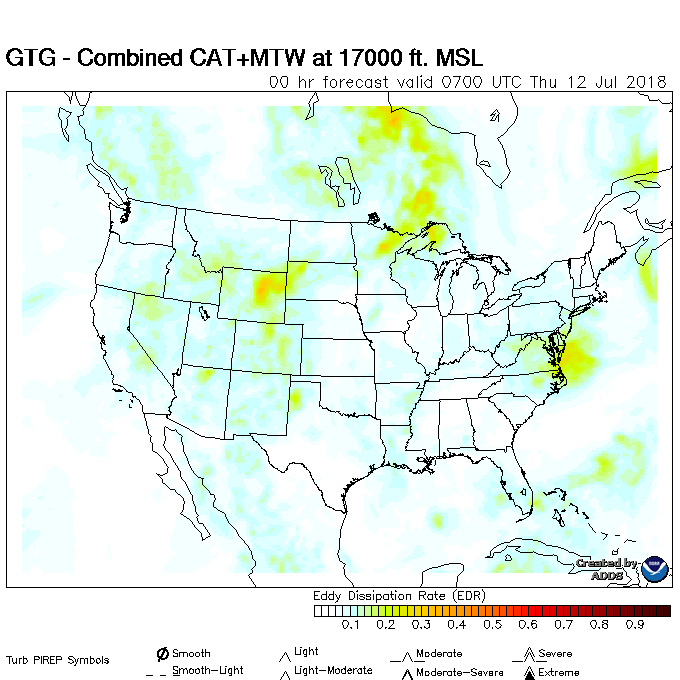 GTG - Combined CAT+MTW at 17000 ft. MSL
00 hr forecast valid 0700 UTC Thu 12 Jul 2018
Created by
ADDS
Eddy Dissipation Rate (EDR)
0.1 0.2 0.3 0.4 0.5 0.6 0.7 0.8 0.9
Turb PIREP Symbols
Smooth Light Moderate Severe
Smooth-Light Light-Moderate Moderate-Severe Extreme